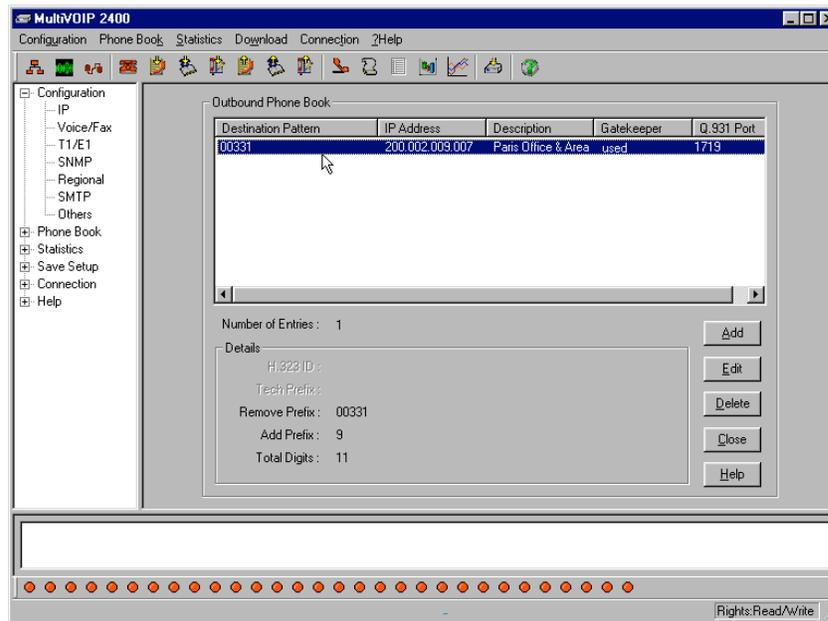 MultiVOIP 2400
Configuration Phone Book Statistics Download Connection ?Help
Configuration
IP
Voice/Fax
T1/E1
SNMP
Regional
SMTP
Others
Phone Book
Statistics
Save Setup
Connection
Help
Outbound Phone Book
Destination Pattern IP Address Description Gatekeeper Q.931 Port
00331 200.002.009.007 Paris Office & Area used 1719
Number of Entries : 1
Details
H.323 ID :
Tech Prefix :
Remove Prefix : 00331
Add Prefix : 9
Total Digits : 11
Add
Edit
Delete
Close
Help
Rights:Read/Write